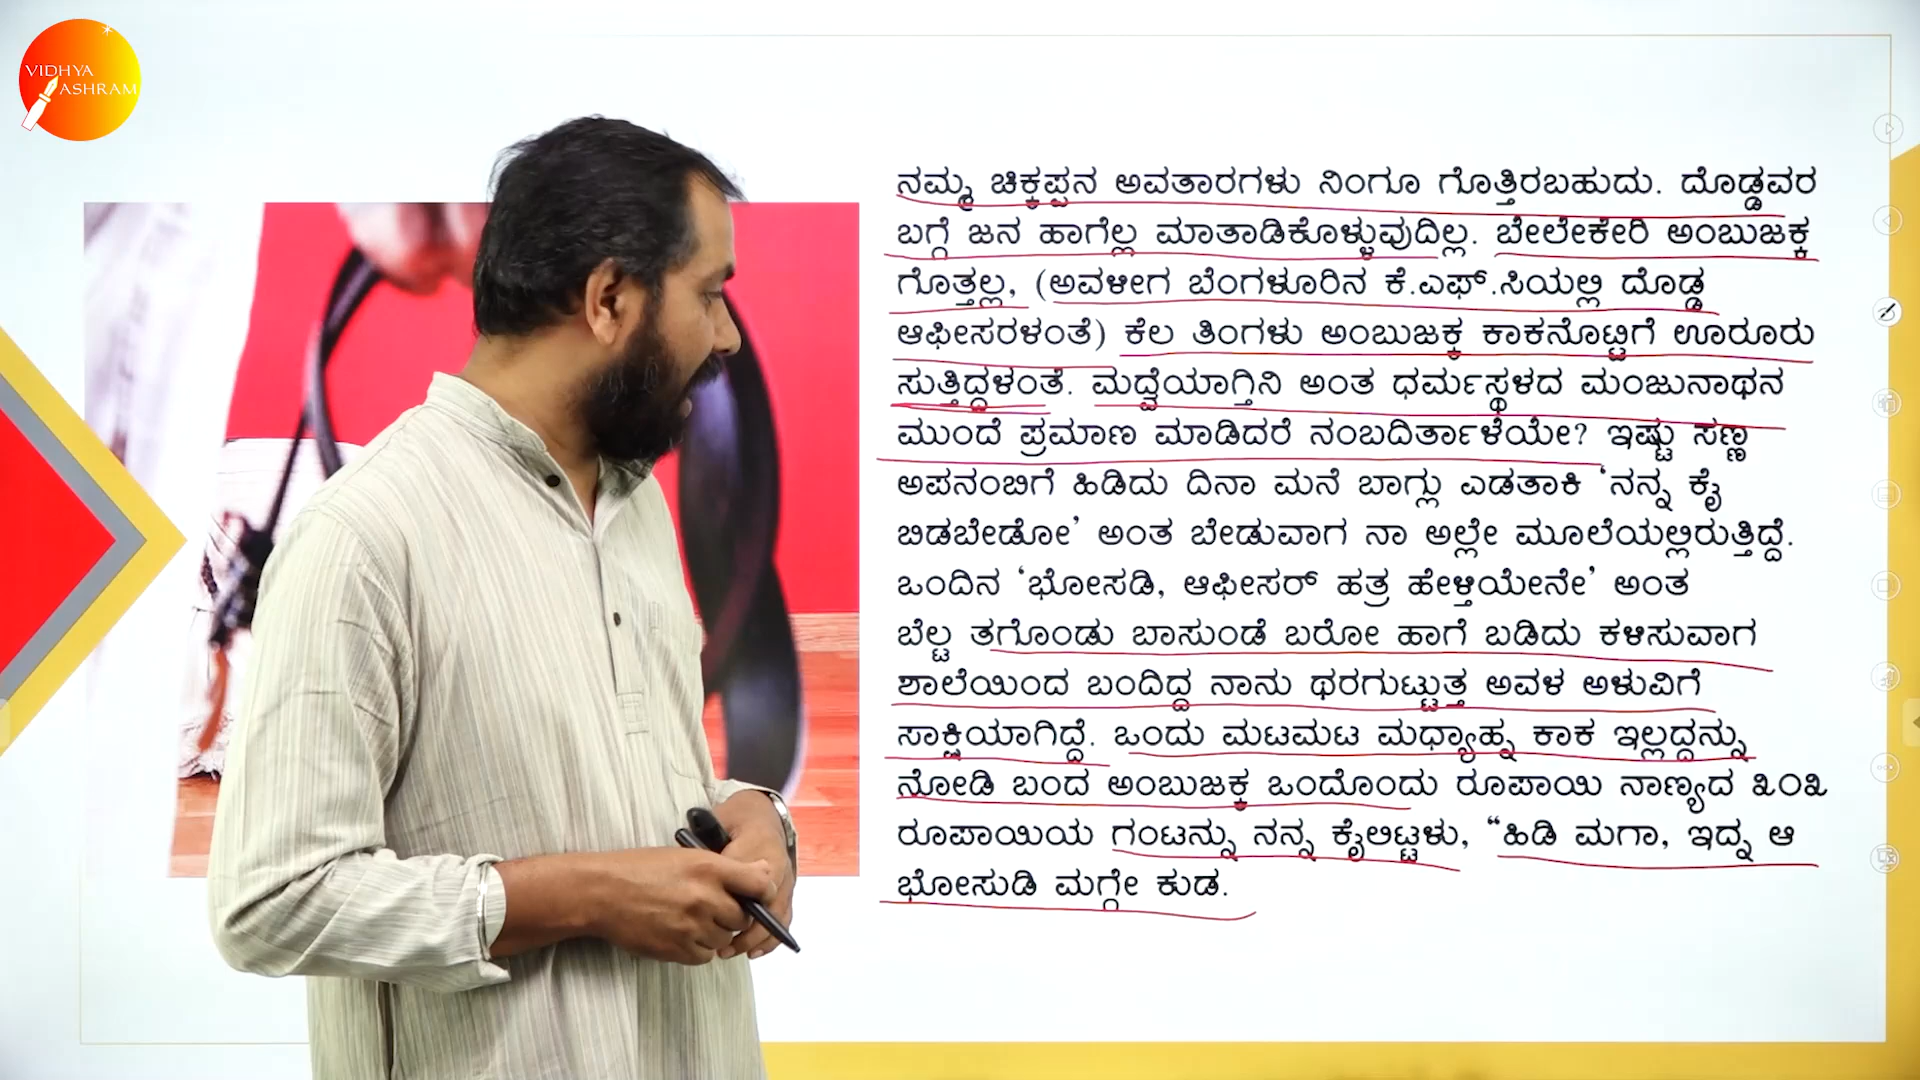 VIDHYA
ASHRAM
ನಮ್ಮ ಚಿಕ್ಕಪ್ಪನ ಅವತಾರಗಳು ನಿಂಗೂ ಗೊತ್ತಿರಬಹುದು. ದೊಡ್ಡವರ
ಬಗ್ಗೆ ಜನ ಹಾಗೆಲ್ಲ ಮಾತಾಡಿಕೊಳ್ಳುವುದಿಲ್ಲ. ಬೇಲೇಕೇರಿ ಅಂಬುಜಕ್ಕ
ಗೊತ್ತಲ್ಲ, (ಅವಳೀಗ ಬೆಂಗಳೂರಿನ ಕೆ.ಎಫ್.ಸಿಯಲ್ಲಿ ದೊಡ್ಡ
ಆಫೀಸರಳಂತೆ) ಕೆಲ ತಿಂಗಳು ಅಂಬುಜಕ್ಕ ಕಾಕನೊಟ್ಟಿಗೆ ಊರೂರು
ಸುತ್ತಿದ್ದಳಂತೆ. ಮದ್ವೆಯಾಗ್ತಿನಿ ಅಂತ ಧರ್ಮಸ್ಥಳದ ಮಂಜುನಾಥನ
ಮುಂದೆ ಪ್ರಮಾಣ ಮಾಡಿದರೆ ನಂಬದಿರ್ತಾಳೆಯೇ? ಇಷ್ಟು ಸಣ್ಣ
ಅಪನಂಬಿಗೆ ಹಿಡಿದು ದಿನಾ ಮನೆ ಬಾಗ್ಲು ಎಡತಾಕಿ ‘ನನ್ನ ಕೈ
ಬಿಡಬೇಡೋ’ ಅಂತ ಬೇಡುವಾಗ ನಾ ಅಲ್ಲೇ ಮೂಲೆಯಲ್ಲಿರುತ್ತಿದ್ದೆ.
ಒಂದಿನ ‘ಭೋಸಡಿ, ಆಫೀಸರ್ ಹತ್ರ ಹೇಳ್ತಿಯೇನೇ’ ಅಂತ
ಬೆಲ್ಟ ತಗೊಂಡು ಬಾಸುಂಡೆ ಬರೋ ಹಾಗೆ ಬಡಿದು ಕಳಿಸುವಾಗ
ಶಾಲೆಯಿಂದ ಬಂದಿದ್ದ ನಾನು ಥರಗುಟ್ಟುತ್ತ ಅವಳ ಅಳುವಿಗೆ
ಸಾಕ್ಷಿಯಾಗಿದ್ದೆ. ಒಂದು ಮಟಮಟ ಮಧ್ಯಾಹ್ನ ಕಾಕ ಇಲ್ಲದ್ದನ್ನು
ನೋಡಿ ಬಂದ ಅಂಬುಜಕ್ಕ ಒಂದೊಂದು ರೂಪಾಯಿ ನಾಣ್ಯದ ೩೦೩
ರೂಪಾಯಿಯ ಗಂಟನ್ನು ನನ್ನ ಕೈಲಿಟ್ಟಳು, “ಹಿಡಿ ಮಗಾ, ಇದ್ನ ಆ
ಭೋಸುಡಿ ಮಗ್ಗೇ ಕುಡ.